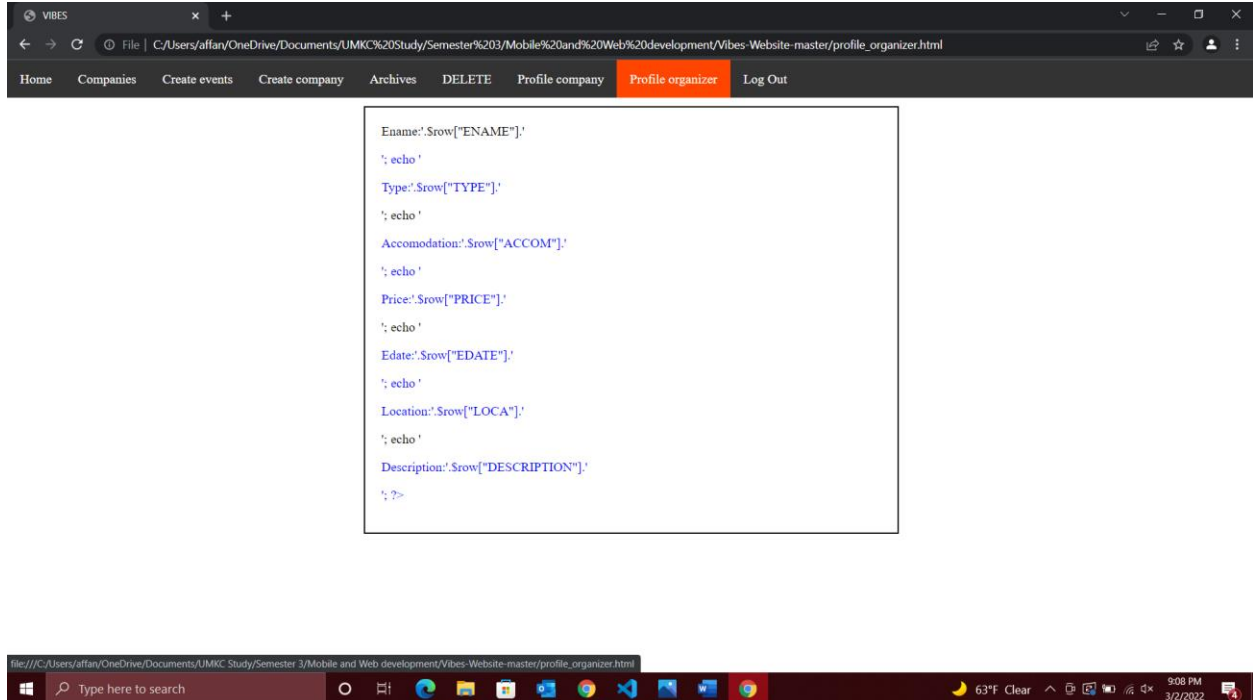 VIBES
File | C:/Users/affan/OneDrive/Documents/UMKC%20Study/Semester%203/Mobile%20and%20Web%20development/Vibes-Website-master/profile_organizer.html
Home Companies Create events Create company Archives DELETE Profile company Profile organizer Log Out
Ename:'.$row["ENAME"].'
'; echo '
Type:'.$row["TYPE"].'
'; echo '
Accomodation:'.$row["ACCOM"].'
'; echo '
Price:'.$row["PRICE"].'
'; echo '
Edate:'.$row["EDATE"].'
'; echo '
Location:'.$row["LOCA"].'
'; echo '
Description:'.$row["DESCRIPTION"].'
'; ?>
file:///C:/Users/affan/OneDrive/Documents/UMKC Study/Semester 3/Mobile and Web development/Vibes-Website-master/profile_organizer.html
Type here to search
63°F Clear
9:08 PM
3/2/2022
4